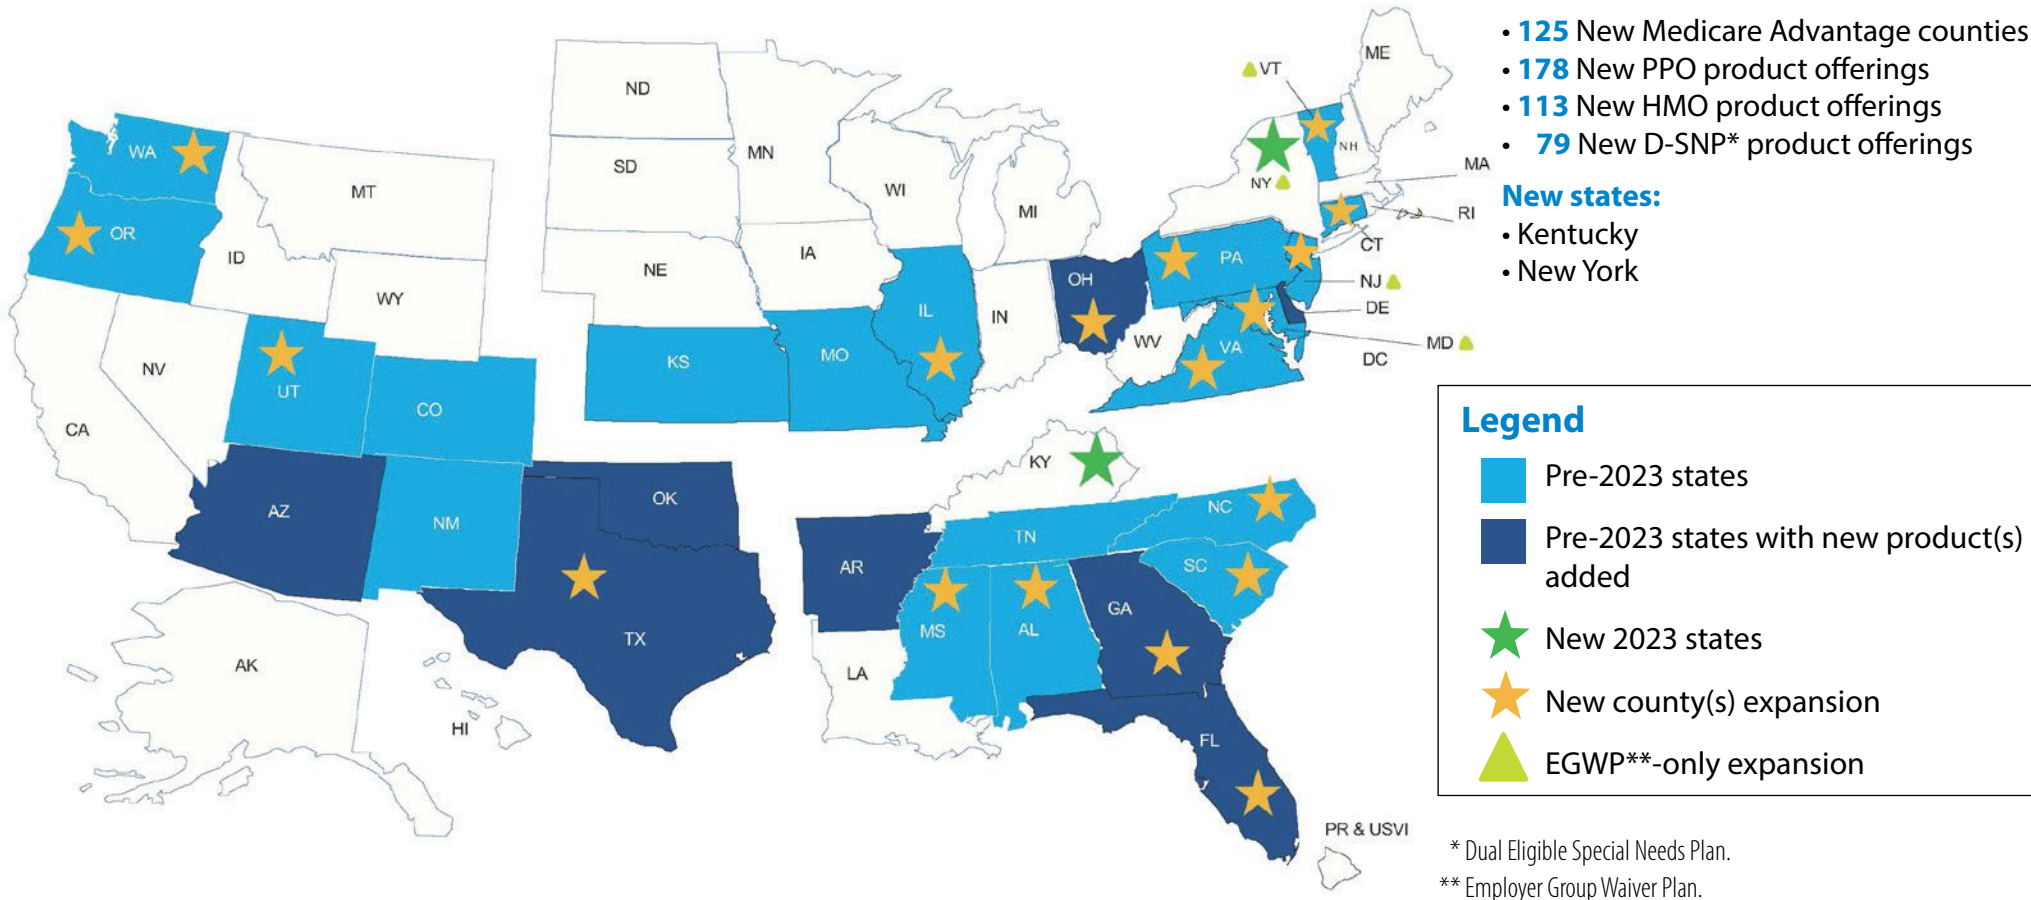 • 125 New Medicare Advantage counties
• 178 New PPO product offerings
• 113 New HMO product offerings
• 79 New D-SNP* product offerings
New states:
• Kentucky
• New York
ME
VT
NH
MA
NY
RI
CT
NJ
DE
MD
DC
ND
MN
SD
WI
MI
WA
MT
OR
ID
WY
NE
IA
IL
IN
OH
PA
WV
VA
NV
UT
CO
KS
MO
CA
KY
AZ
NM
OK
TN
NC
AR
SC
TX
MS
AL
GA
LA
AK
HI
FL
PR & USVI
Legend
Pre-2023 states
Pre-2023 states with new product(s)
added
New 2023 states
New county(s) expansion
EGWP**-only expansion
* Dual Eligible Special Needs Plan.
** Employer Group Waiver Plan.